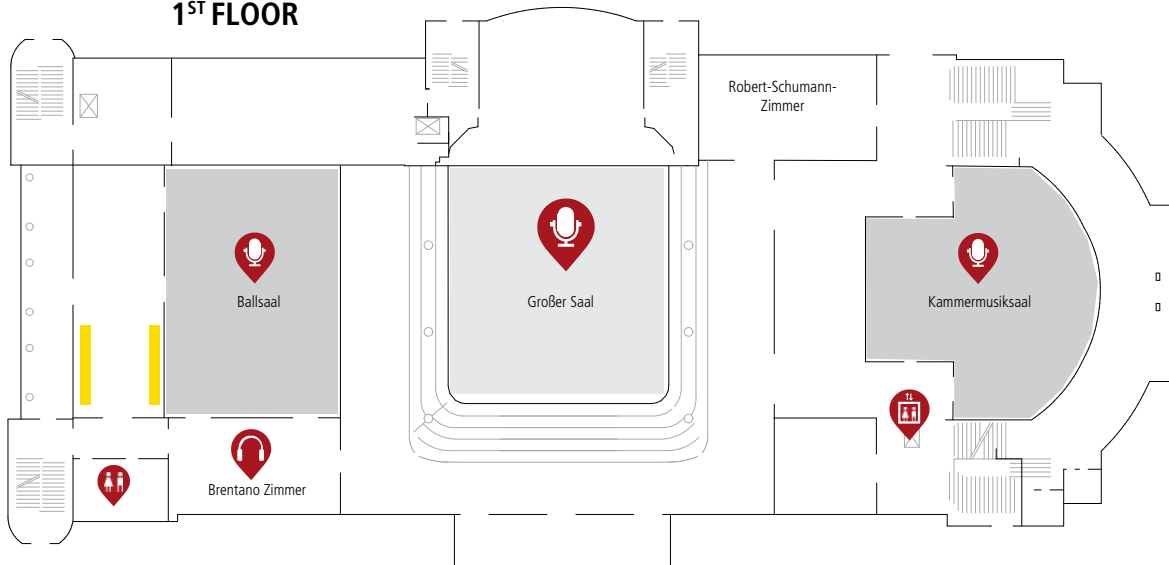 1ST FLOOR
Robert-Schumann-
Zimmer
Ballsaal
Großer Saal
Kammermusiksaal
Brentano Zimmer